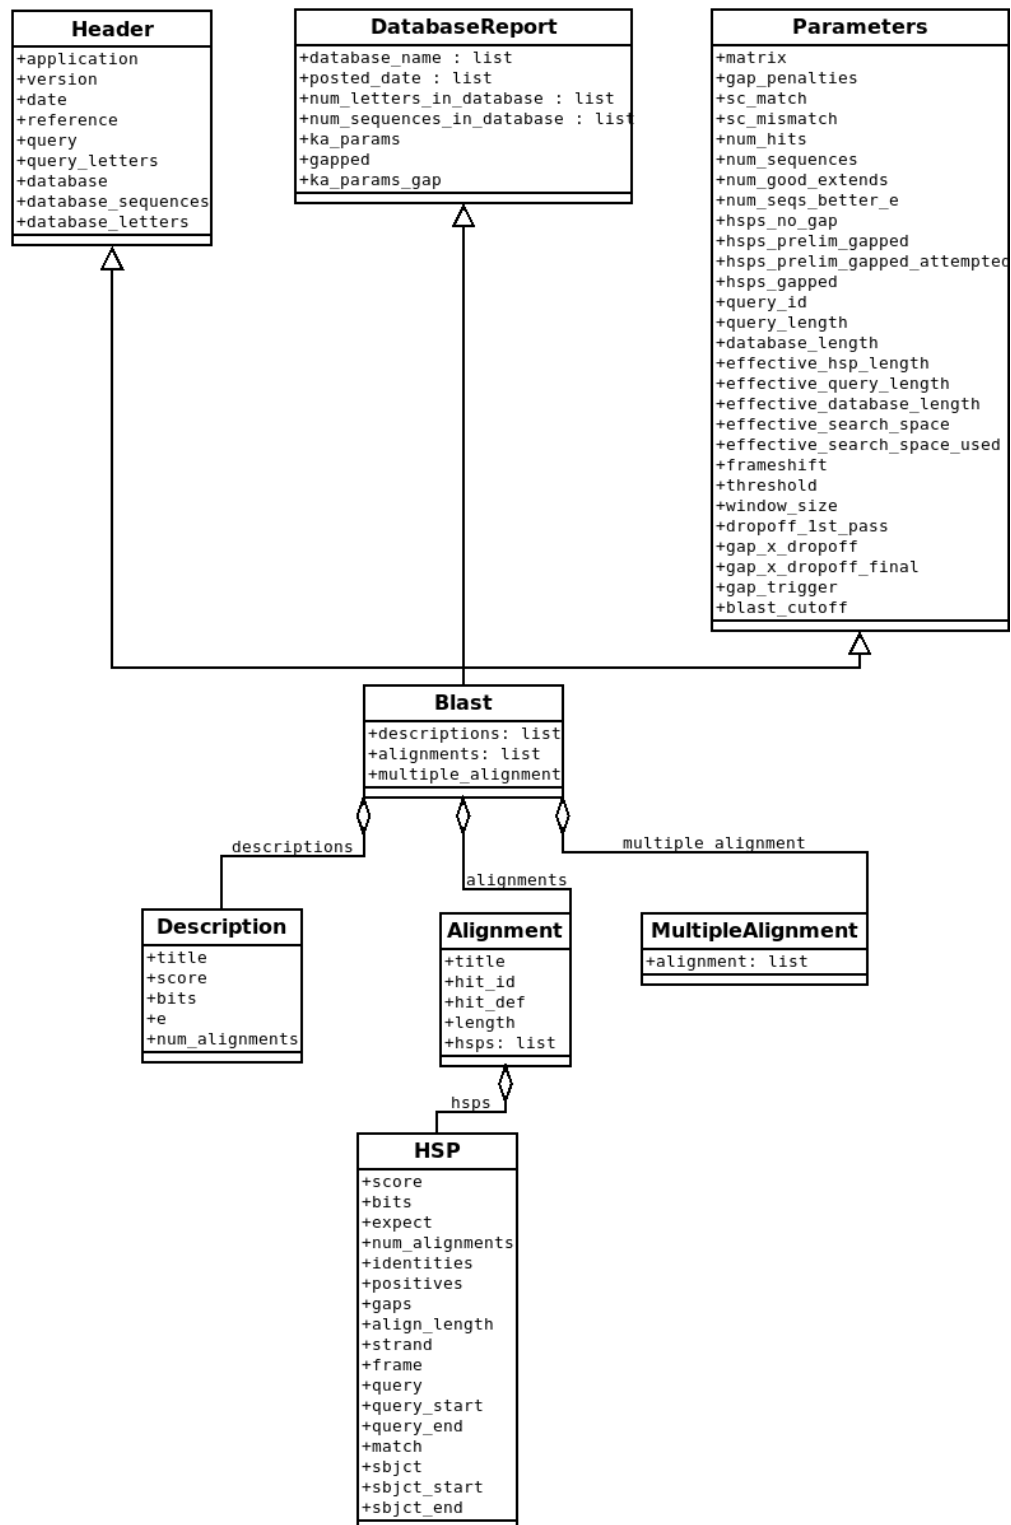 Header
+application
+version
+date
+reference
+query
+query_letters
+database
+database_sequences
+database_letters
DatabaseReport
+database_name : list
+posted_date : list
+num_letters_in_database : list
+num_sequences_in_database : list
+ka_params
+gapped
+ka_params_gap
Parameters
+matrix
+gap_penalties
+sc_match
+sc_mismatch
+num_hits
+num_sequences
+num_good_extends
+num_seqs_better_e
+hsps_no_gap
+hsps_prelim_gapped
+hsps_prelim_gapped_attempted
+hsps_gapped
+query_id
+query_length
+database_length
+effective_hsp_length
+effective_query_length
+effective_database_length
+effective_search_space
+effective_search_space_used
+frameshift
+threshold
+window_size
+dropoff_1st_pass
+gap_x_dropoff
+gap_x_dropoff_final
+gap_trigger
+blast_cutoff
Blast
+descriptions: list
+alignments: list
+multiple_alignment
descriptions
alignments
multiple alignment
Description
+title
+score
+bits
+e
+num_alignments
Alignment
+title
+hit_id
+hit_def
+length
+hsps: list
MultipleAlignment
+alignment: list
hsps
HSP
+score
+bits
+expect
+num_alignments
+identities
+positives
+gaps
+align_length
+strand
+frame
+query
+query_start
+query_end
+match
+sbjct
+sbjct_start
+sbjct_end